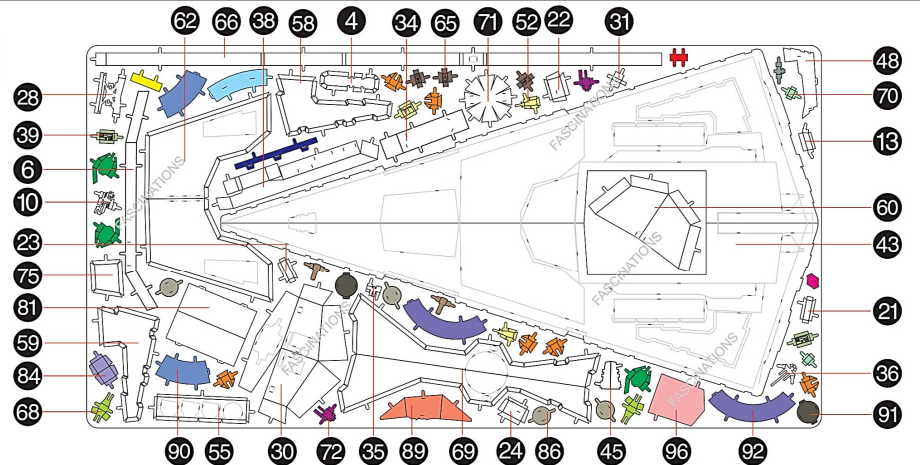 62 66 38 58 4 34 65 71 52 22 31
28 48
70
39 13
6
10 60
23 43
75
81 21
59
84 36
68 91
90 55 30 72 35 89 69 24 86 45 96 92
FASCINATIONS
FASCINATIONS
FASCINATIONS
FASCINATIONS
FASCINATIONS